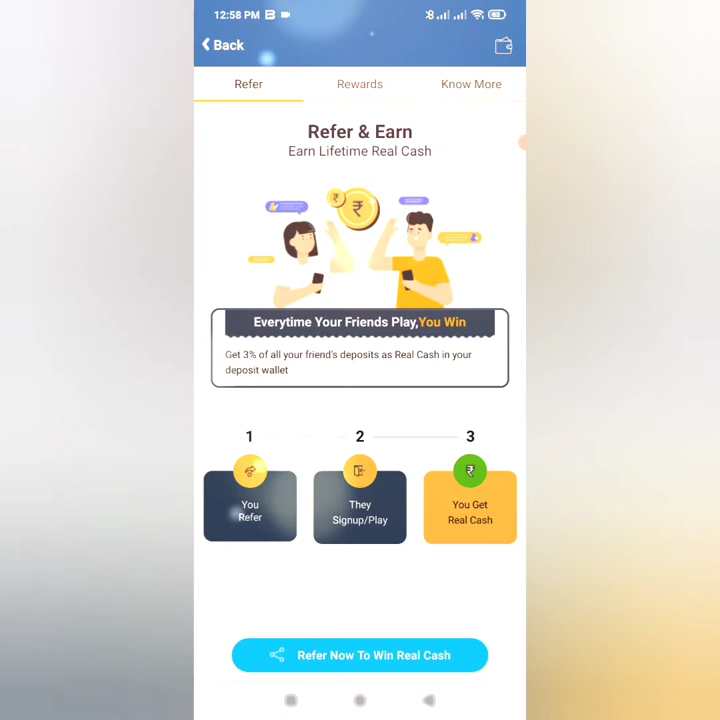 12:58 PM
Back
Refer
Rewards
Know More
Refer & Earn
Earn Lifetime Real Cash
₹
₹
Everytime Your Friends Play,You Win
Get 3% of all your friend's deposits as Real Cash in your
deposit wallet
1
2
3
₹
You
Refer
They
Signup/Play
You Get
Real Cash
Refer Now To Win Real Cash